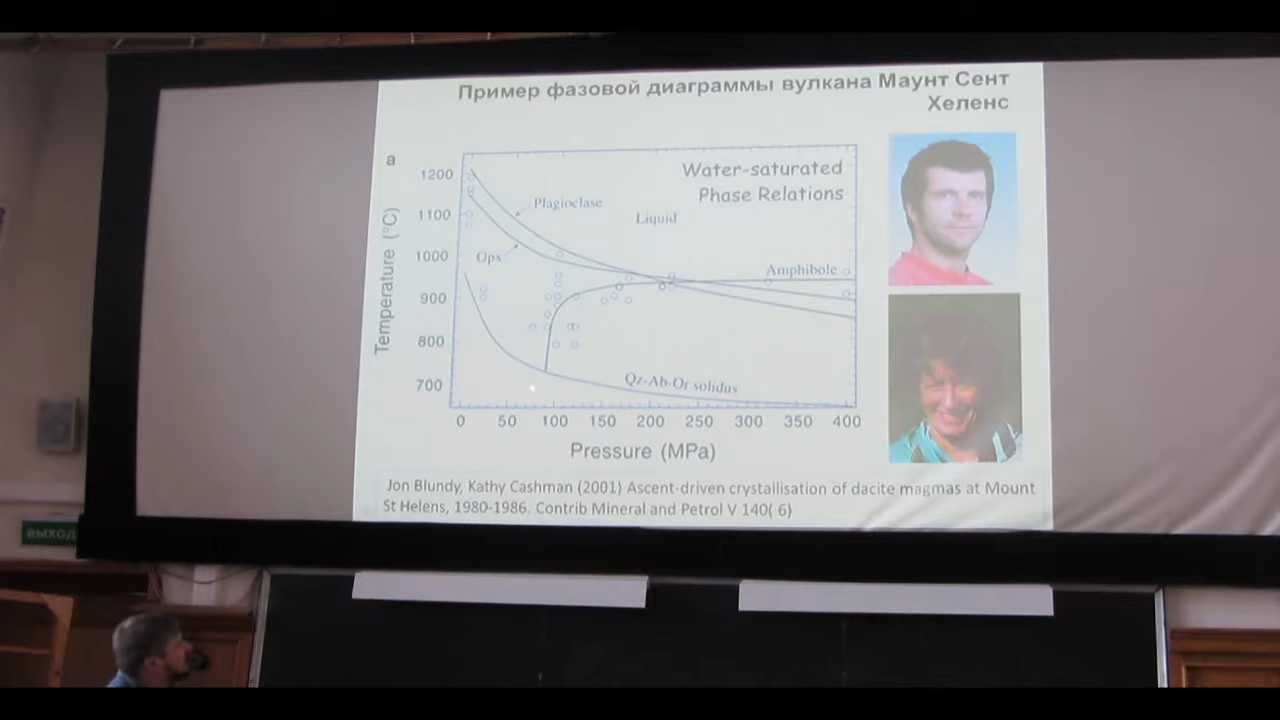 Пример фазовой диаграммы вулкана Маунт Сент
Хеленс
a
Water-saturated
Phase Relations
1200
1100
1000
900
800
700
Temperature (°C)
Plagioclase
Liquid
Opx
Amphibole
Qz-Ab-Or solidus
0 50 100 150 200 250 300 350 400
Pressure (MPa)
Jon Blundy, Kathy Cashman (2001) Ascent-driven crystallisation of dacite magmas at Mount
St Helens, 1980-1986. Contrib Mineral and Petrol V 140( 6)
ВЫХОД